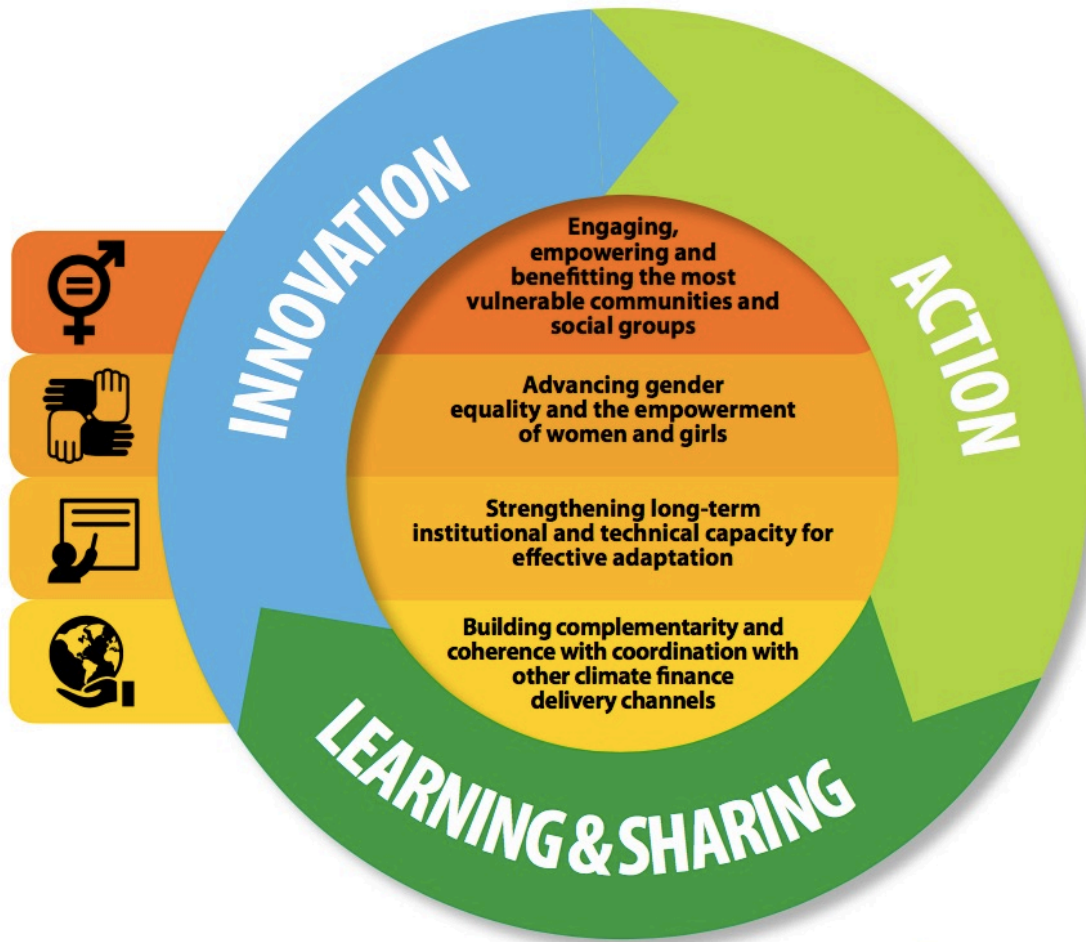 INNOVATION
ACTION
Engaging,
empowering and
benefitting the most
vulnerable communities and
social groups
Advancing gender
equality and the empowerment
of women and girls
Strengthening long-term
institutional and technical capacity for
effective adaptation
Building complementarity and
coherence with coordination with
other climate finance
delivery channels
LEARNING & SHARING